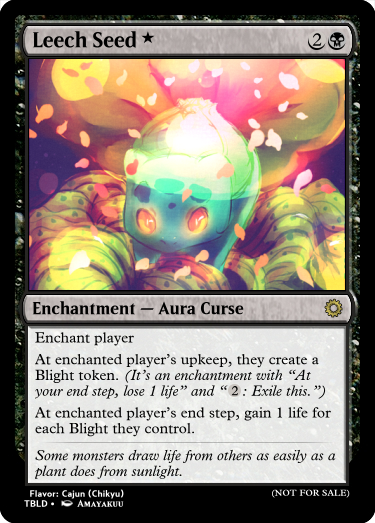 Leech Seed ★ 2
Enchantment — Aura Curse
Enchant player
At enchanted player's upkeep, they create a
Blight token. (It's an enchantment with “At
your end step, lose 1 life” and “ 2 : Exile this.”)
At enchanted player's end step, gain 1 life for
each Blight they control.
Some monsters draw life from others as easily as a
plant does from sunlight.
Flavor: Cajun (Chikyu)
TBLD • Amayakuu
(NOT FOR SALE)